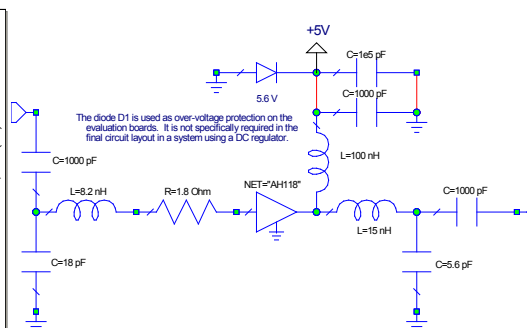 +5V
C=1e5 pF
5.6 V
C=1000 pF
The diode D1 is used as over-voltage protection on the
evaluation boards. It is not specifically required in the
final circuit layout in a system using a DC regulator.
L=100 nH
C=1000 pF
L=8.2 nH
R=1.8 Ohm
NET="AH118"
C=1000 pF
L=15 nH
C=18 pF
C=5.6 pF